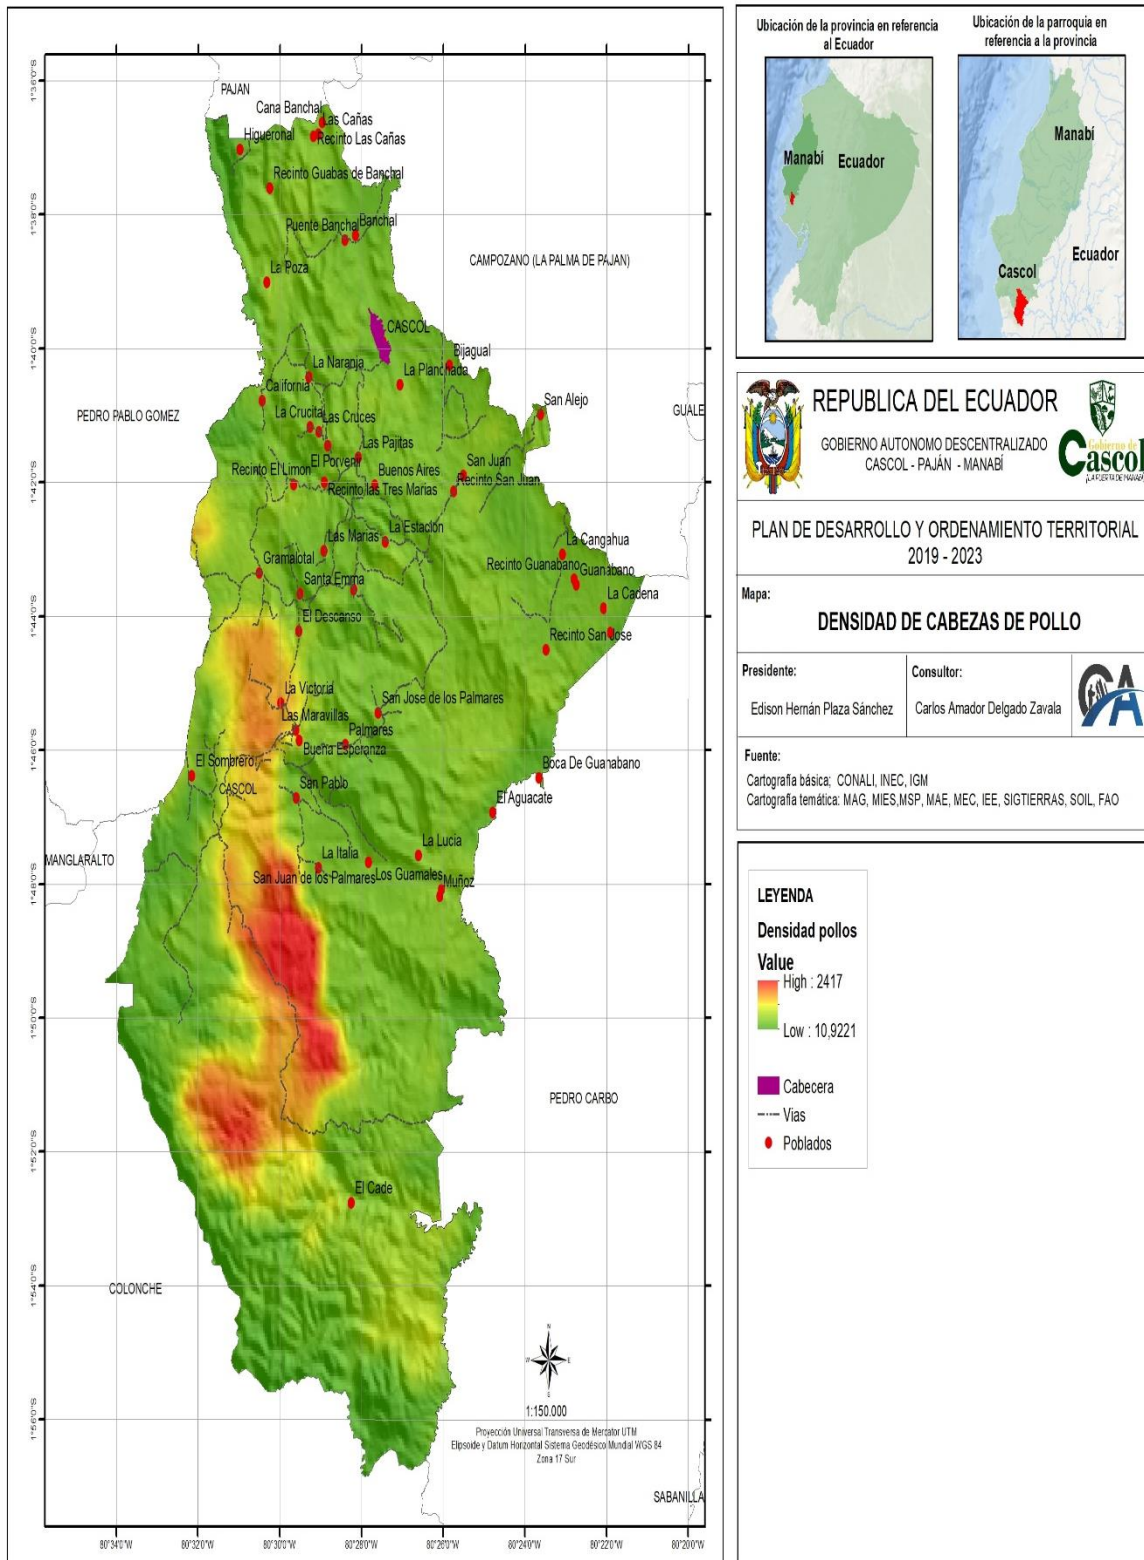 1°36'0"S
1°38'0"S
1°40'0"S
1°42'0"S
1°44'0"S
1°46'0"S
1°48'0"S
1°50'0"S
1°52'0"S
1°54'0"S
1°56'0"S
80°34'0"W
80°32'0"W
80°30'0"W
80°28'0"W
80°26'0"W
80°24'0"W
80°22'0"W
80°20'0"W
PAJAN
Cana Banchal
Las Cañas
Recinto Las Cañas
Higueronal
Recinto Guabas de Banchal
Puente Banchal
Banchal
CAMPOZANO (LA PALMA DE PAJAN)
La Poza
CASCOL
Bijagual
La Naranja
La Planchada
California
San Alejo
GUALE
PEDRO PABLO GOMEZ
La Crucita
Las Cruces
Las Pajitas
El Porvenir
Buenos Aires
San Juan
Recinto El Limon
Recinto San Juan
Recinto las Tres Marias
La Estacion
Las Marias
La Cangahua
Gramalotal
Recinto Guanabano
Guanabano
Santa Emma
La Cadena
El Descanso
Recinto San Jose
La Victoria
San Jose de los Palmares
Las Maravillas
Palmares
Buena Esperanza
El Sombrero
Boca De Guanabano
CASCOL
San Pablo
El Aguacate
MANGLARALTO
La Italia
La Lucia
San Juan de los Palmares
Los Guamales
Muñoz
PEDRO CARBO
El Cade
COLONCHE
SABANILLA
N
W
E
S
1:150.000
Proyección Universal Transversa de Mercator UTM
Elipsoide y Datum Horizontal Sistema Geodésico Mundial WGS 84
Zona 17 Sur
Ubicación de la provincia en referencia
al Ecuador
Manabí
Ecuador
Ubicación de la parroquia en
referencia a la provincia
Manabí
Ecuador
Cascol
REPUBLICA DEL ECUADOR
GOBIERNO AUTONOMO DESCENTRALIZADO
CASCOL - PAJÁN - MANABÍ
Gobierno de
Cascol
¡LA PUERTA DE MANABÍ!
PLAN DE DESARROLLO Y ORDENAMIENTO TERRITORIAL
2019 - 2023
Mapa:
DENSIDAD DE CABEZAS DE POLLO
Presidente:
Edison Hernán Plaza Sánchez
Consultor:
Carlos Amador Delgado Zavala
CA
Fuente:
Cartografía básica; CONALI, INEC, IGM
Cartografía temática: MAG, MIES,MSP, MAE, MEC, IEE, SIGTIERRAS, SOIL, FAO
LEYENDA
Densidad pollos
Value
High : 2417
Low : 10,9221
Cabecera
Vias
Poblados